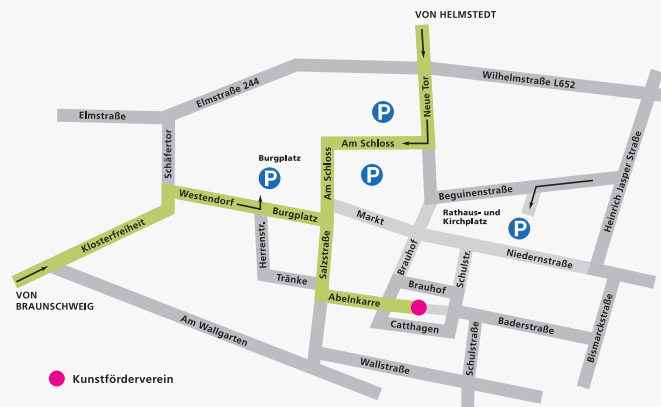 VON HELMSTEDT
Wilhelmstraße L652
Elmstraße 244
Elmstraße
Neue Tor
P
Am Schloss
Schäfertor
Burgplatz
P
P
Am Schloss
Heinrich Jasper Straße
Beguinenstraße
Westendorf
Burgplatz
Markt
Rathaus- und
Kirchplatz
P
Klosterfreiheit
Herrenstr.
Salzstraße
Brauhof
Schulstr.
Niedernstraße
Tränke
Brauhof
VON
BRAUNSCHWEIG
Abelnkarre
Catthagen
Baderstraße
Bismarckstraße
Am Wallgarten
Wallstraße
Schulstraße
Kunstförderverein